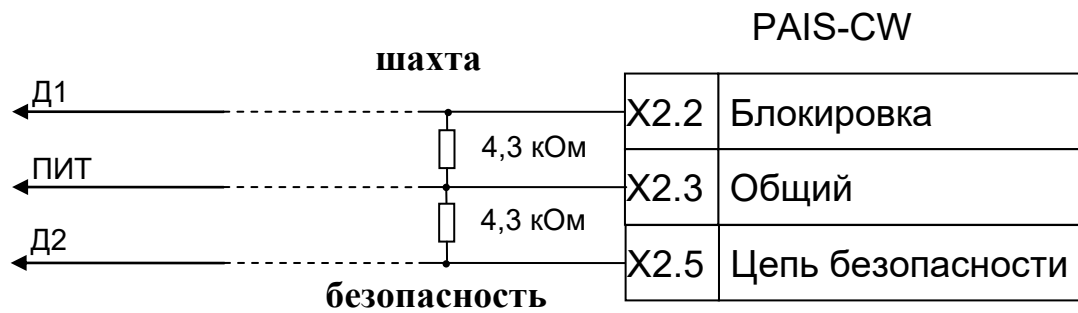 PAIS-CW
шахта
Д1
X2.2 Блокировка
4,3 кОм
ПИТ
X2.3 Общий
4,3 кОм
Д2
X2.5 Цепь безопасности
безопасность